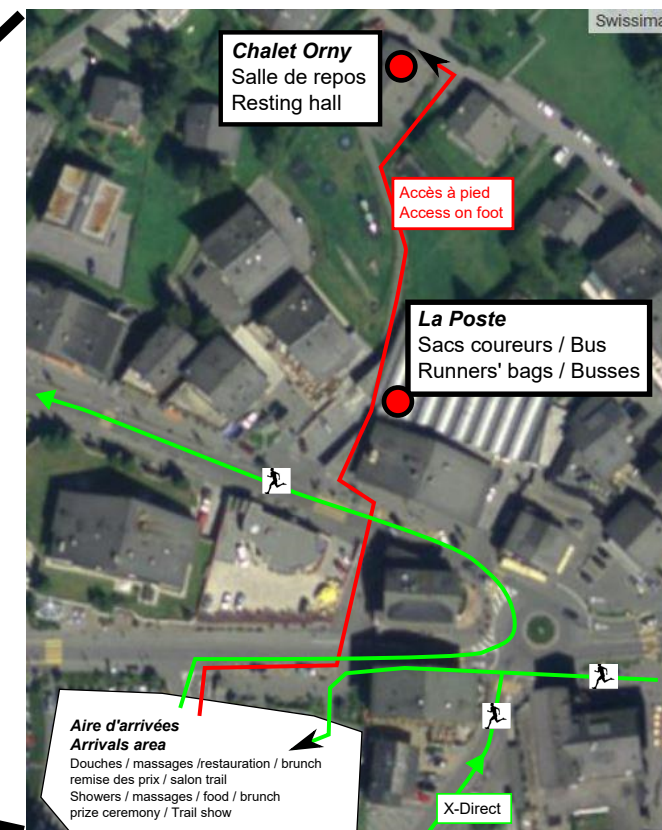 Swissima
Chalet Orny
Salle de repos
Resting hall
Accès à pied
Access on foot
La Poste
Sacs coureurs / Bus
Runners' bags / Busses
Aire d'arrivées
Arrivals area
Douches / massages /restauration / brunch
remise des prix / salon trail
Showers / massages / food / brunch
prize ceremony / Trail show
X-Direct